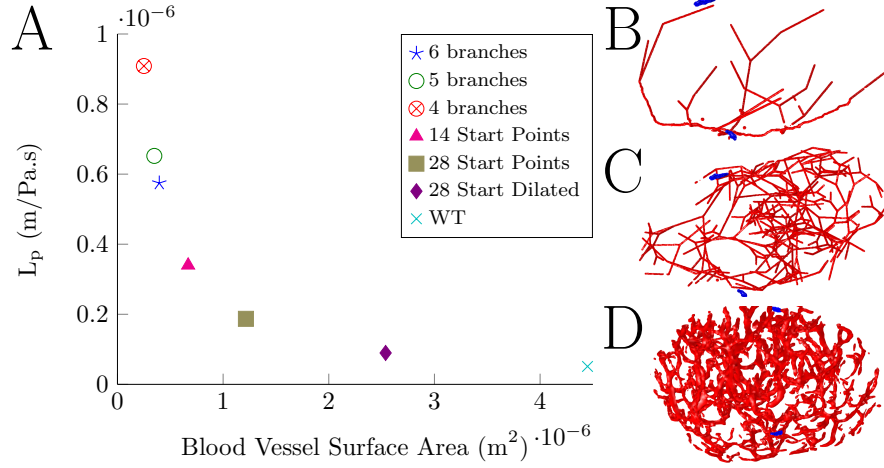 A
·10⁻⁶
1
0.8
0.6
0.4
0.2
0
Lₚ (m/Pa.s)
6 branches
5 branches
4 branches
14 Start Points
28 Start Points
28 Start Dilated
WT
0 1 2 3 4
Blood Vessel Surface Area (m²) ·10⁻⁶
B
C
D